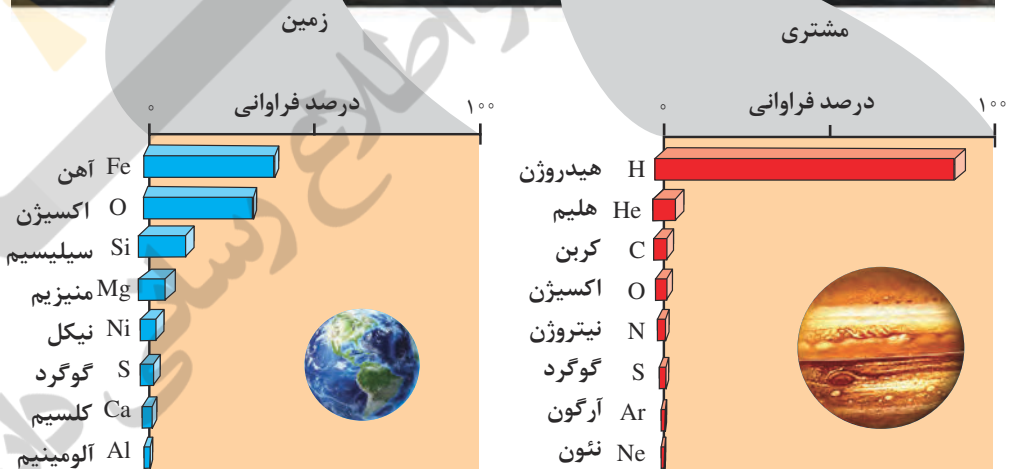 مشتری
درصد فراوانی
۰ ۱۰۰
هیدروژن H
هلیم He
کربن C
اکسیژن O
نیتروژن N
گوگرد S
آرگون Ar
نئون Ne
زمین
درصد فراوانی
۰ ۱۰۰
آهن Fe
اکسیژن O
سیلیسیم Si
منیزیم Mg
نیکل Ni
گوگرد S
کلسیم Ca
آلومینیم Al